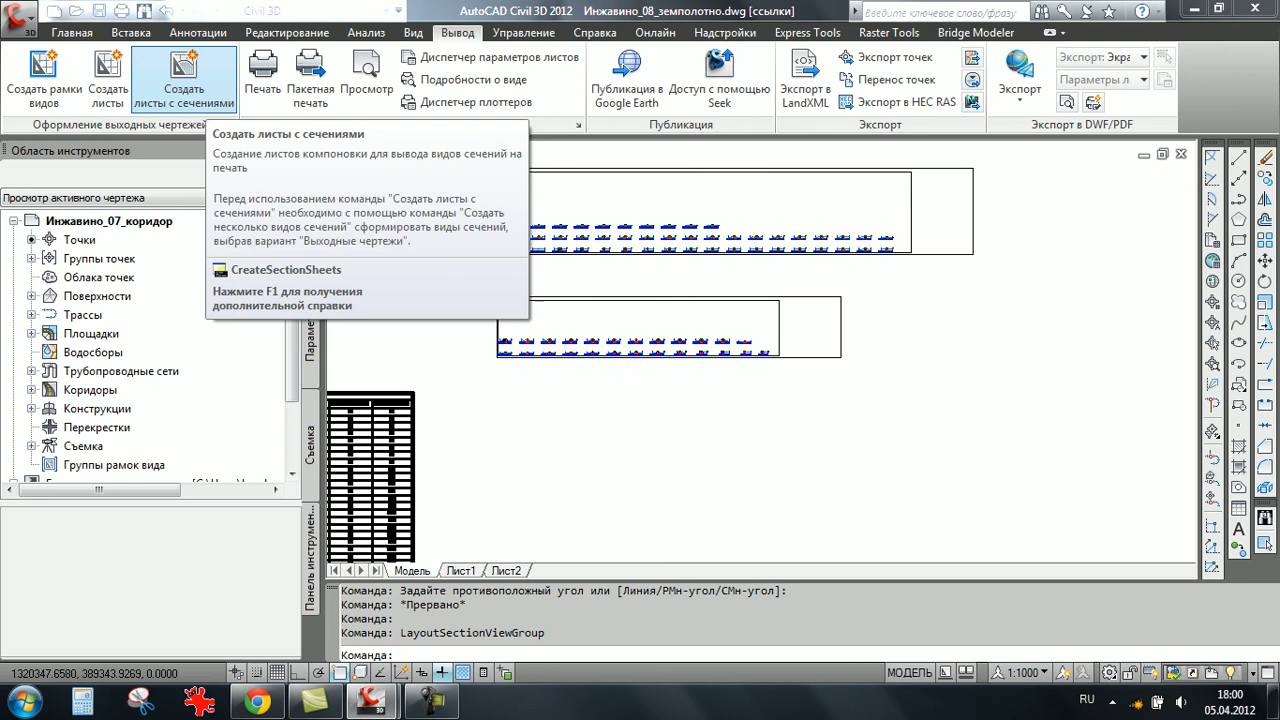 Civil 3D
AutoCAD Civil 3D 2012 Инжавино_08_земполотно.dwg [ссылки]
Введите ключевое слово/фразу
3D
Главная
Вставка
Аннотации
Редактирование
Анализ
Вид
Вывод
Управление
Справка
Онлайн
Надстройки
Express Tools
Raster Tools
Bridge Modeler
Создать рамки
видов
Создать
листы
Создать
листы с сечениями
Оформление выходных чертежей
Печать
Пакетная
печать
Просмотр
Диспетчер параметров листов
Подробности о виде
Диспетчер плоттеров
Публикация в
Google Earth
Доступ с помощью
Seek
Публикация
Экспорт в
LandXML
Экспорт точек
Перенос точек
Экспорт в HEC RAS
Экспорт
Экспорт
Экспорт: Экра
Параметры л
Экспорт в DWF/PDF
Создать листы с сечениями
Создание листов компоновки для вывода видов сечений на
печать
Перед использованием команды "Создать листы с
сечениями" необходимо с помощью команды "Создать
несколько видов сечений" сформировать виды сечений,
выбрав вариант "Выходные чертежи".
CreateSectionSheets
Нажмите F1 для получения
дополнительной справки
Область инструментов
Просмотр активного чертежа
Инжавино_07_коридор
Точки
Группы точек
Облака точек
Поверхности
Трассы
Площадки
Водосборы
Трубопроводные сети
Коридоры
Конструкции
Перекрестки
Съемка
Группы рамок вида
Парам
Съемка
Панель инструмен...
Модель
Лист1
Лист2
Команда: Задайте противоположный угол или [Линия/РМн-угол/СМн-угол]:
Команда: *Прервано*
Команда:
Команда: LayoutSectionViewGroup
Команда:
1320347.6580, 389343.9269, 0.0000
МОДЕЛЬ
1:1000
3D
RU
18:00
05.04.2012